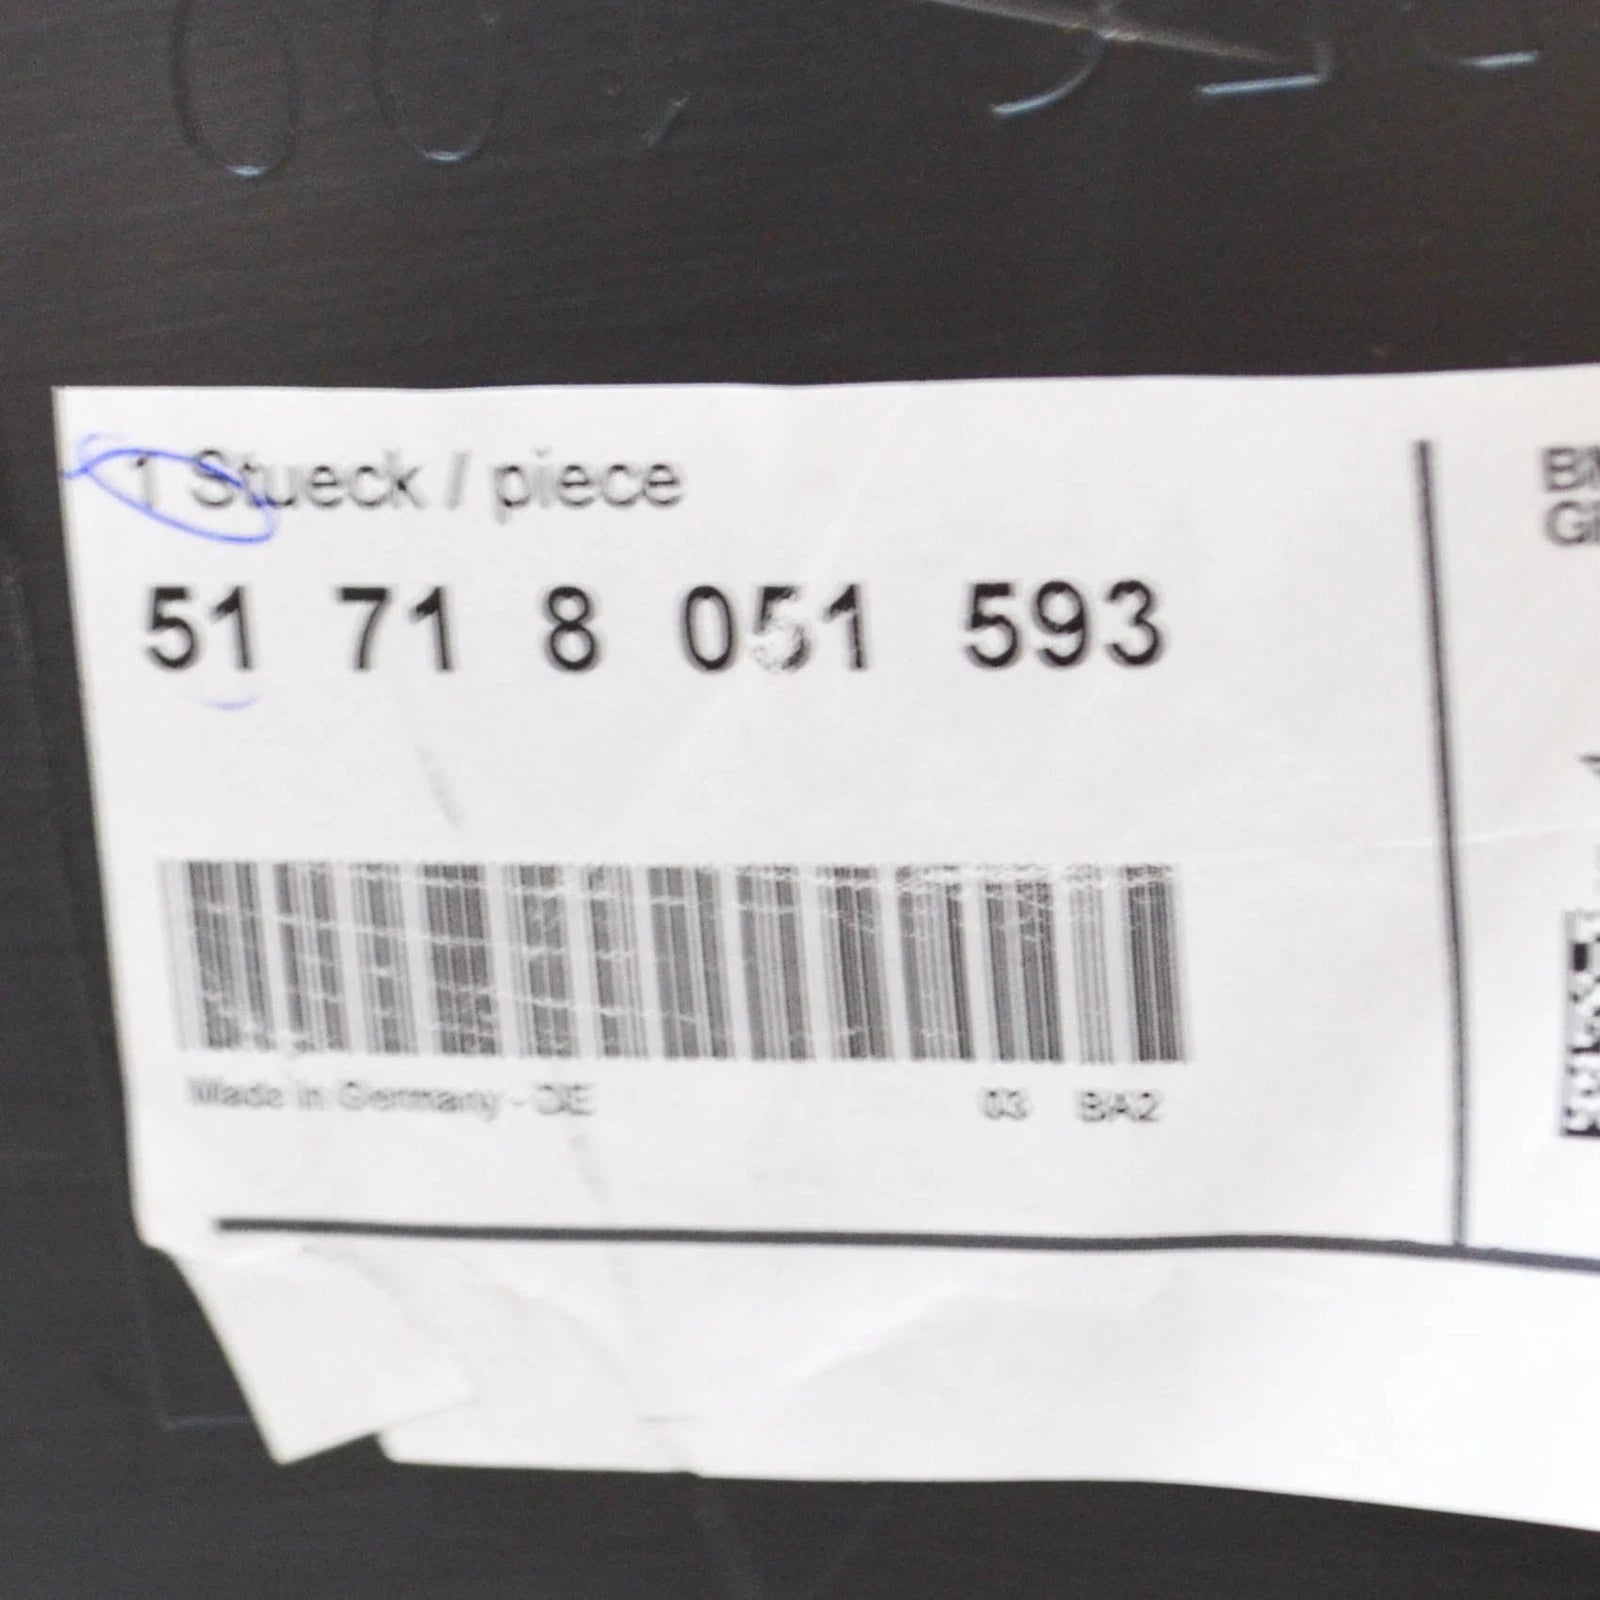 1 Stueck / piece
51 71 8 051 593
Made in Germany - DE 03 BA2